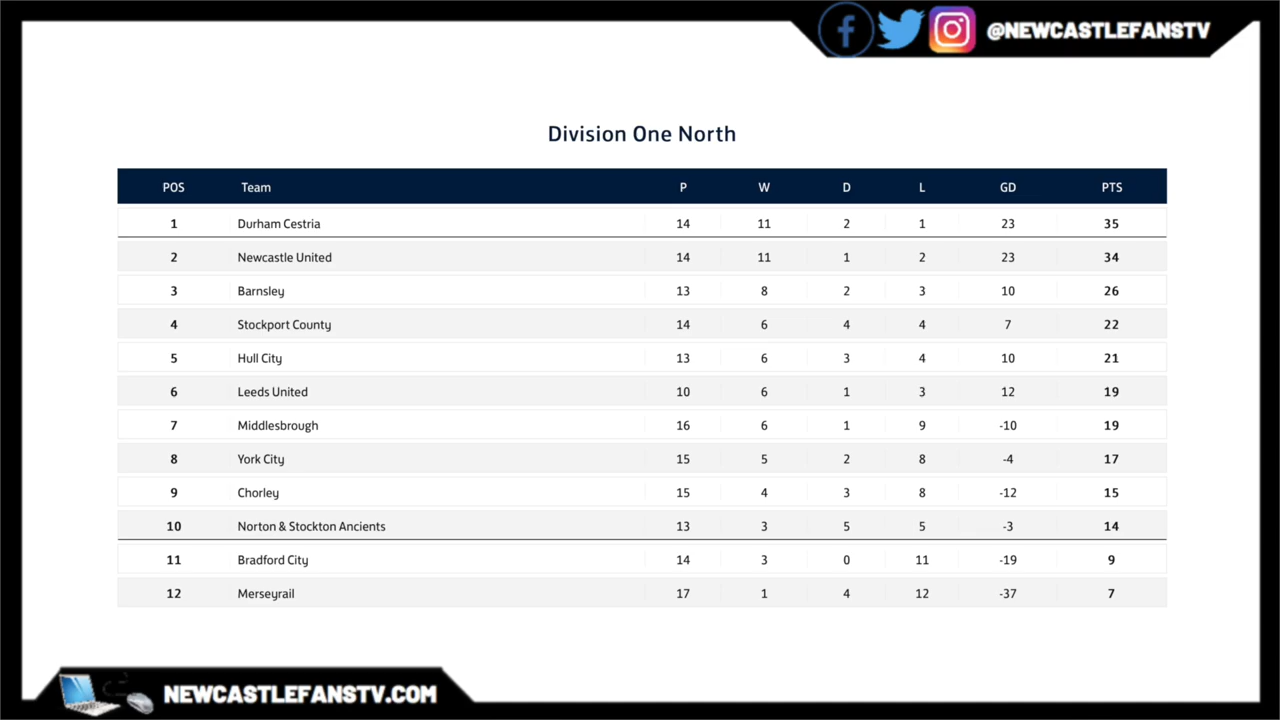 @NEWCASTLEFANSTV
Division One North
POS Team P W D L GD PTS
1 Durham Cestria 14 11 2 1 23 35
2 Newcastle United 14 11 1 2 23 34
3 Barnsley 13 8 2 3 10 26
4 Stockport County 14 6 4 4 7 22
5 Hull City 13 6 3 4 10 21
6 Leeds United 10 6 1 3 12 19
7 Middlesbrough 16 6 1 9 -10 19
8 York City 15 5 2 8 -4 17
9 Chorley 15 4 3 8 -12 15
10 Norton & Stockton Ancients 13 3 5 5 -3 14
11 Bradford City 14 3 0 11 -19 9
12 Merseyrail 17 1 4 12 -37 7
NEWCASTLEFANSTV.COM